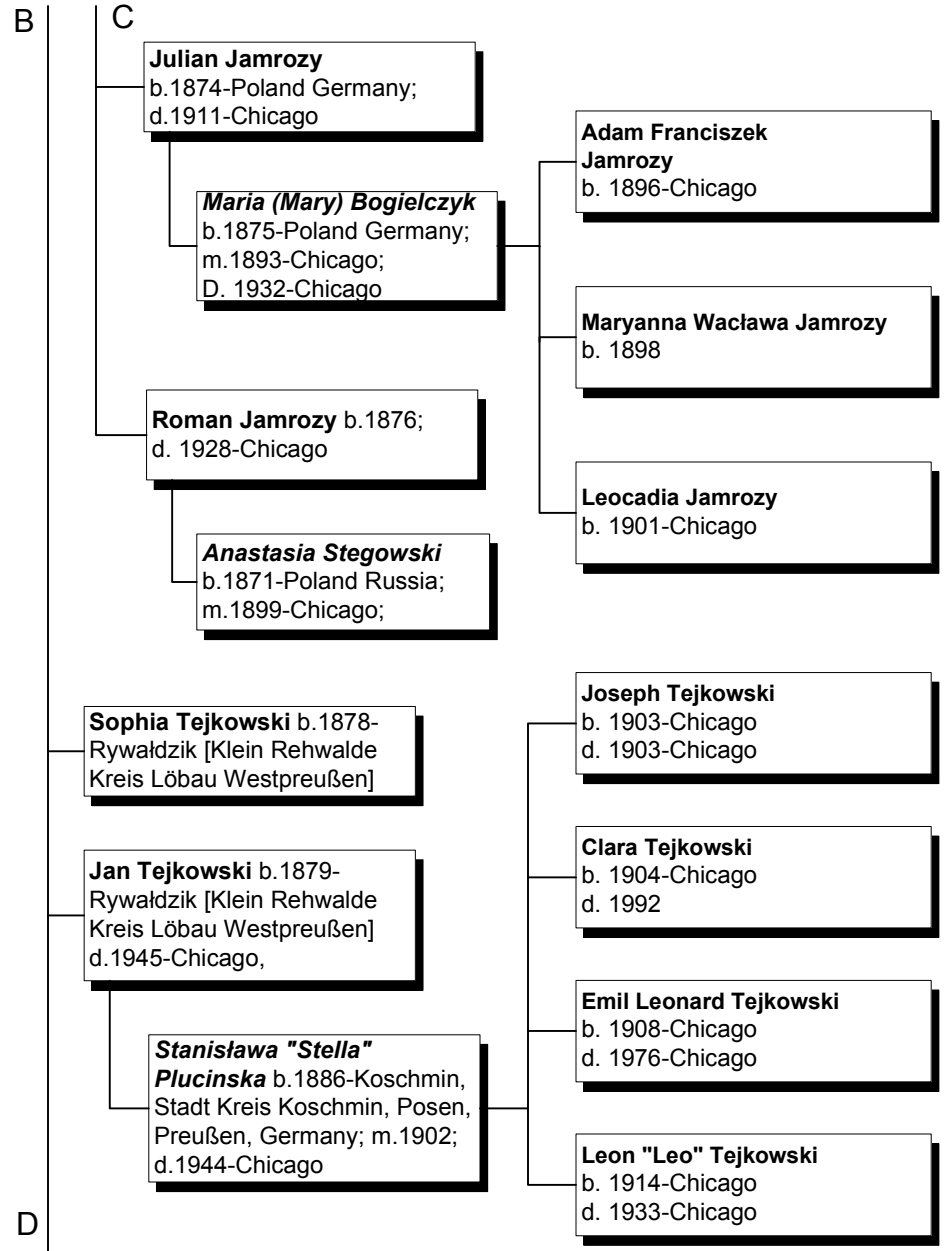 B
C
Julian Jamrozy
b.1874-Poland Germany;
d.1911-Chicago
Maria (Mary) Bogielczyk
b.1875-Poland Germany;
m.1893-Chicago;
D. 1932-Chicago
Adam Franciszek
Jamrozy
b. 1896-Chicago
Maryanna Wacława Jamrozy
b. 1898
Leocadia Jamrozy
b. 1901-Chicago
Roman Jamrozy b.1876;
d. 1928-Chicago
Anastasia Stegowski
b.1871-Poland Russia;
m.1899-Chicago;
Sophia Tejkowski b.1878-
Rywałdzik [Klein Rehwalde
Kreis Löbau Westpreußen]
Jan Tejkowski b.1879-
Rywałdzik [Klein Rehwalde
Kreis Löbau Westpreußen]
d.1945-Chicago,
Stanisława "Stella"
Plucinska b.1886-Koschmin,
Stadt Kreis Koschmin, Posen,
Preußen, Germany; m.1902;
d.1944-Chicago
Joseph Tejkowski
b. 1903-Chicago
d. 1903-Chicago
Clara Tejkowski
b. 1904-Chicago
d. 1992
Emil Leonard Tejkowski
b. 1908-Chicago
d. 1976-Chicago
Leon "Leo" Tejkowski
b. 1914-Chicago
d. 1933-Chicago
D